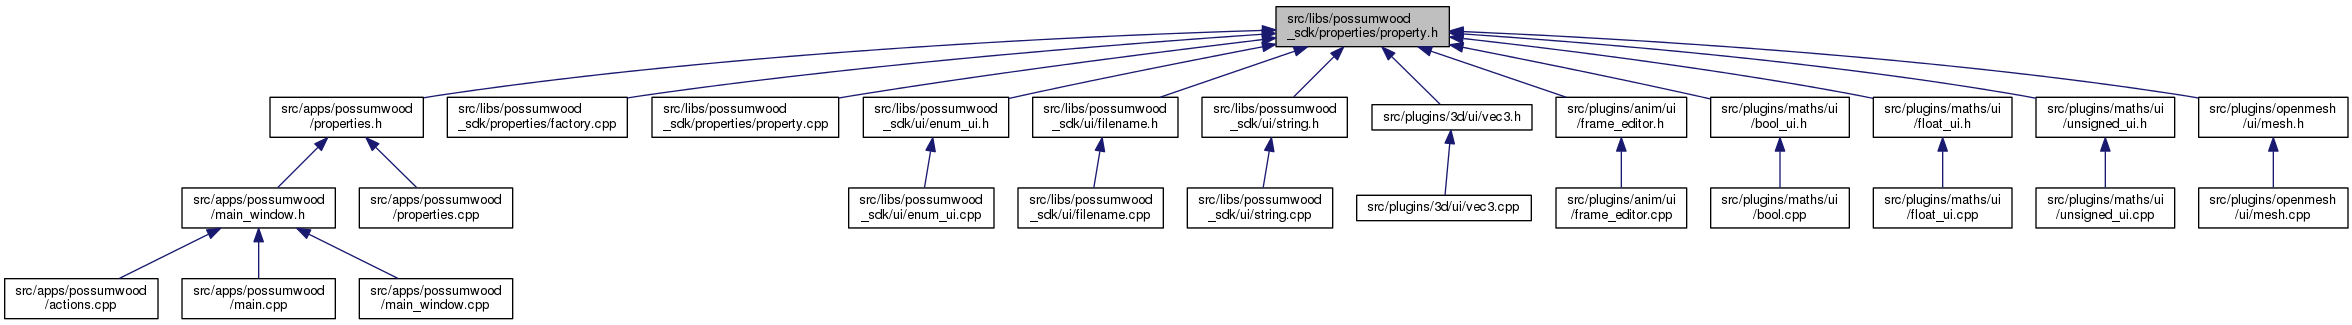 src/libs/possumwood
_sdk/properties/property.h
src/apps/possumwood
/properties.h
src/libs/possumwood
_sdk/properties/factory.cpp
src/libs/possumwood
_sdk/properties/property.cpp
src/libs/possumwood
_sdk/ui/enum_ui.h
src/libs/possumwood
_sdk/ui/filename.h
src/libs/possumwood
_sdk/ui/string.h
src/plugins/3d/ui/vec3.h
src/plugins/anim/ui
/frame_editor.h
src/plugins/maths/ui
/bool_ui.h
src/plugins/maths/ui
/float_ui.h
src/plugins/maths/ui
/unsigned_ui.h
src/plugins/openmesh
/ui/mesh.h
src/apps/possumwood
/main_window.h
src/apps/possumwood
/properties.cpp
src/libs/possumwood
_sdk/ui/enum_ui.cpp
src/libs/possumwood
_sdk/ui/filename.cpp
src/libs/possumwood
_sdk/ui/string.cpp
src/plugins/3d/ui/vec3.cpp
src/plugins/anim/ui
/frame_editor.cpp
src/plugins/maths/ui
/bool.cpp
src/plugins/maths/ui
/float_ui.cpp
src/plugins/maths/ui
/unsigned_ui.cpp
src/plugins/openmesh
/ui/mesh.cpp
src/apps/possumwood
/actions.cpp
src/apps/possumwood
/main.cpp
src/apps/possumwood
/main_window.cpp